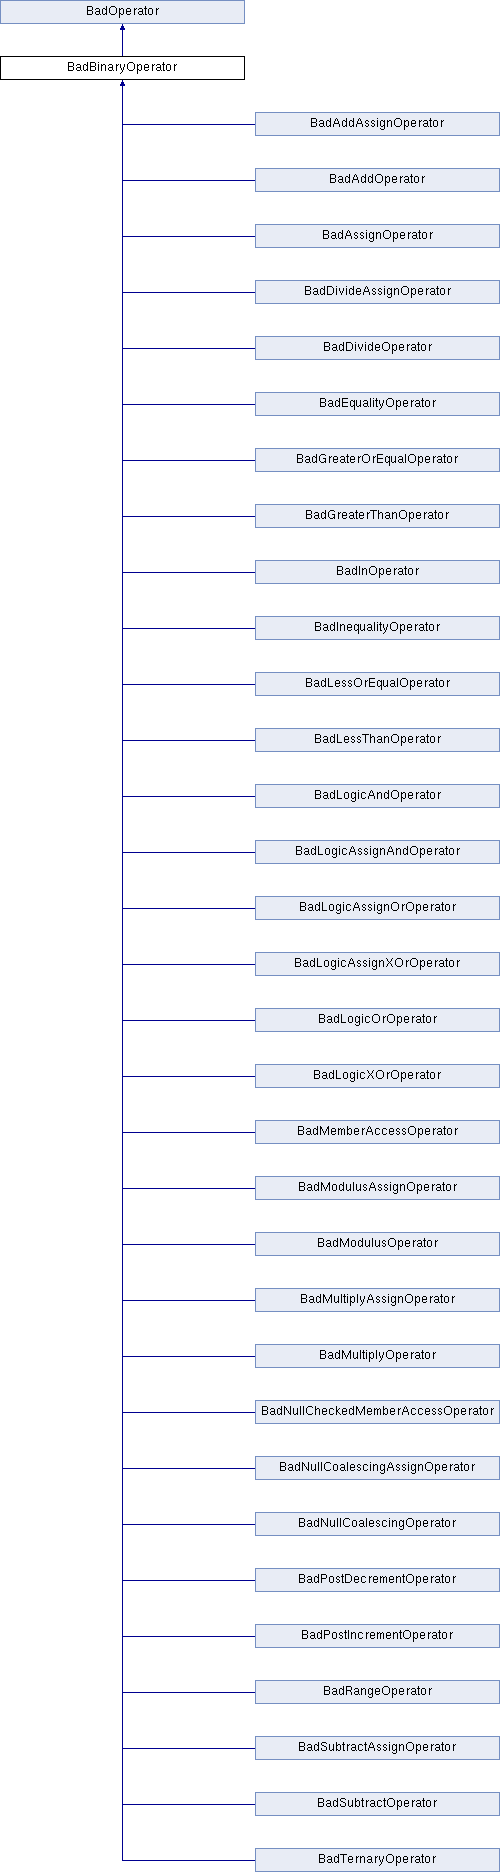 BadOperator
BadBinaryOperator
BadAddAssignOperator
BadAddOperator
BadAssignOperator
BadDivideAssignOperator
BadDivideOperator
BadEqualityOperator
BadGreaterOrEqualOperator
BadGreaterThanOperator
BadInOperator
BadInequalityOperator
BadLessOrEqualOperator
BadLessThanOperator
BadLogicAndOperator
BadLogicAssignAndOperator
BadLogicAssignOrOperator
BadLogicAssignXOrOperator
BadLogicOrOperator
BadLogicXOrOperator
BadMemberAccessOperator
BadModulusAssignOperator
BadModulusOperator
BadMultiplyAssignOperator
BadMultiplyOperator
BadNullCheckedMemberAccessOperator
BadNullCoalescingAssignOperator
BadNullCoalescingOperator
BadPostDecrementOperator
BadPostIncrementOperator
BadRangeOperator
BadSubtractAssignOperator
BadSubtractOperator
BadTernaryOperator